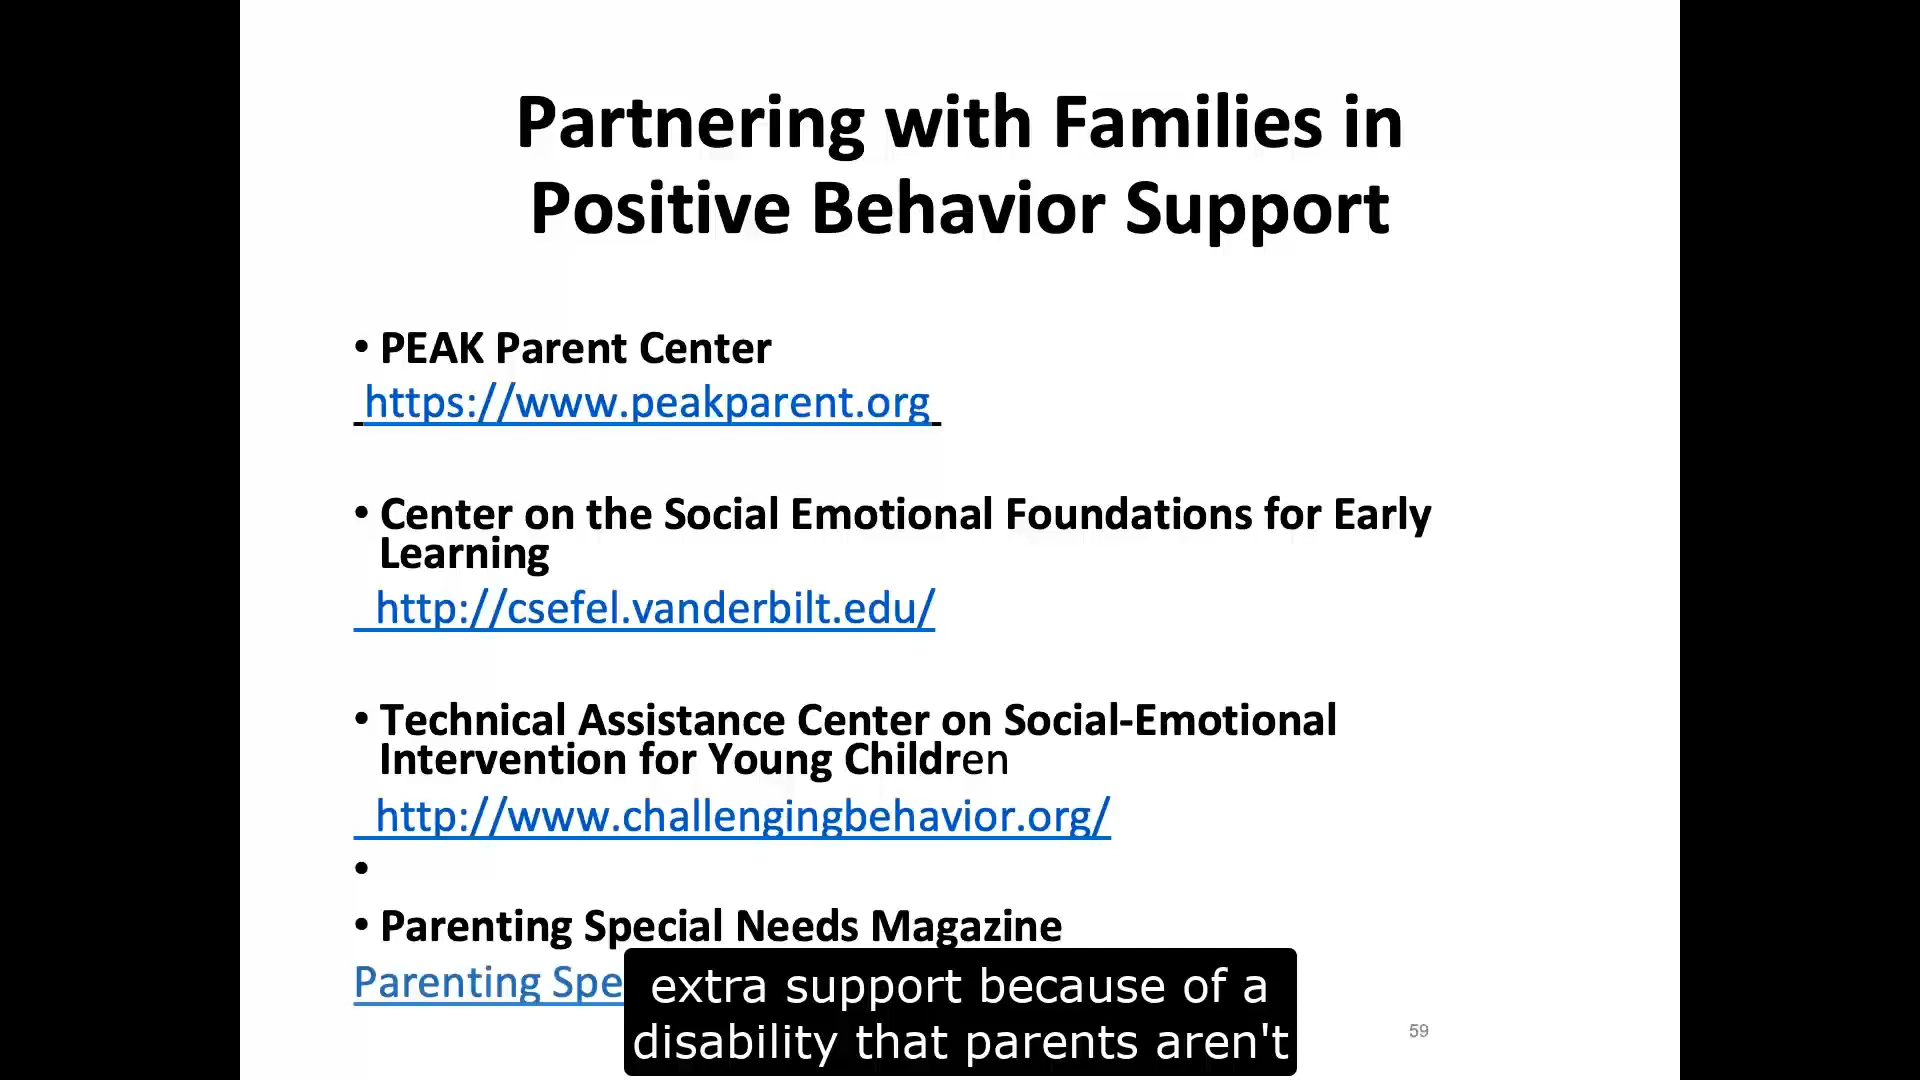 Partnering with Families in
Positive Behavior Support
• PEAK Parent Center
https://www.peakparent.org
• Center on the Social Emotional Foundations for Early
Learning
http://csefel.vanderbilt.edu/
• Technical Assistance Center on Social-Emotional
Intervention for Young Children
http://www.challengingbehavior.org/
•
• Parenting Special Needs Magazine
Parenting Spe
extra support because of a
disability that parents aren't
59